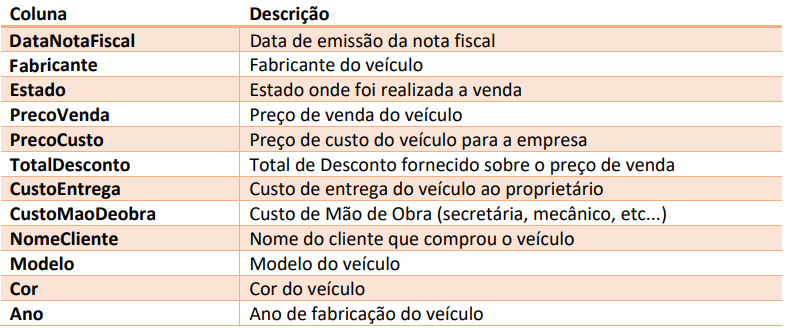 Coluna Descrição
DataNotaFiscal Data de emissão da nota fiscal
Fabricante Fabricante do veículo
Estado Estado onde foi realizada a venda
PrecoVenda Preço de venda do veículo
PrecoCusto Preço de custo do veículo para a empresa
TotalDesconto Total de Desconto fornecido sobre o preço de venda
CustoEntrega Custo de entrega do veículo ao proprietário
CustoMaoDeobra Custo de Mão de Obra (secretária, mecânico, etc...)
NomeCliente Nome do cliente que comprou o veículo
Modelo Modelo do veículo
Cor Cor do veículo
Ano Ano de fabricação do veículo